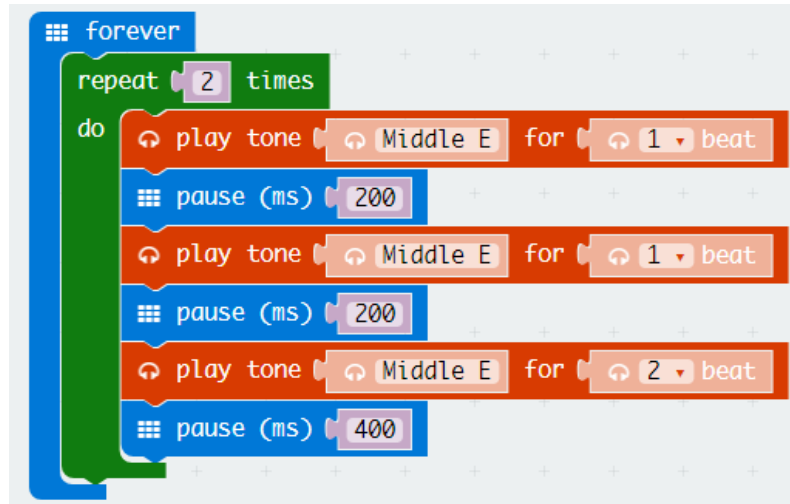 forever
repeat 2 times
do play tone Middle E for 1 beat
pause (ms) 200
play tone Middle E for 1 beat
pause (ms) 200
play tone Middle E for 2 beat
pause (ms) 400